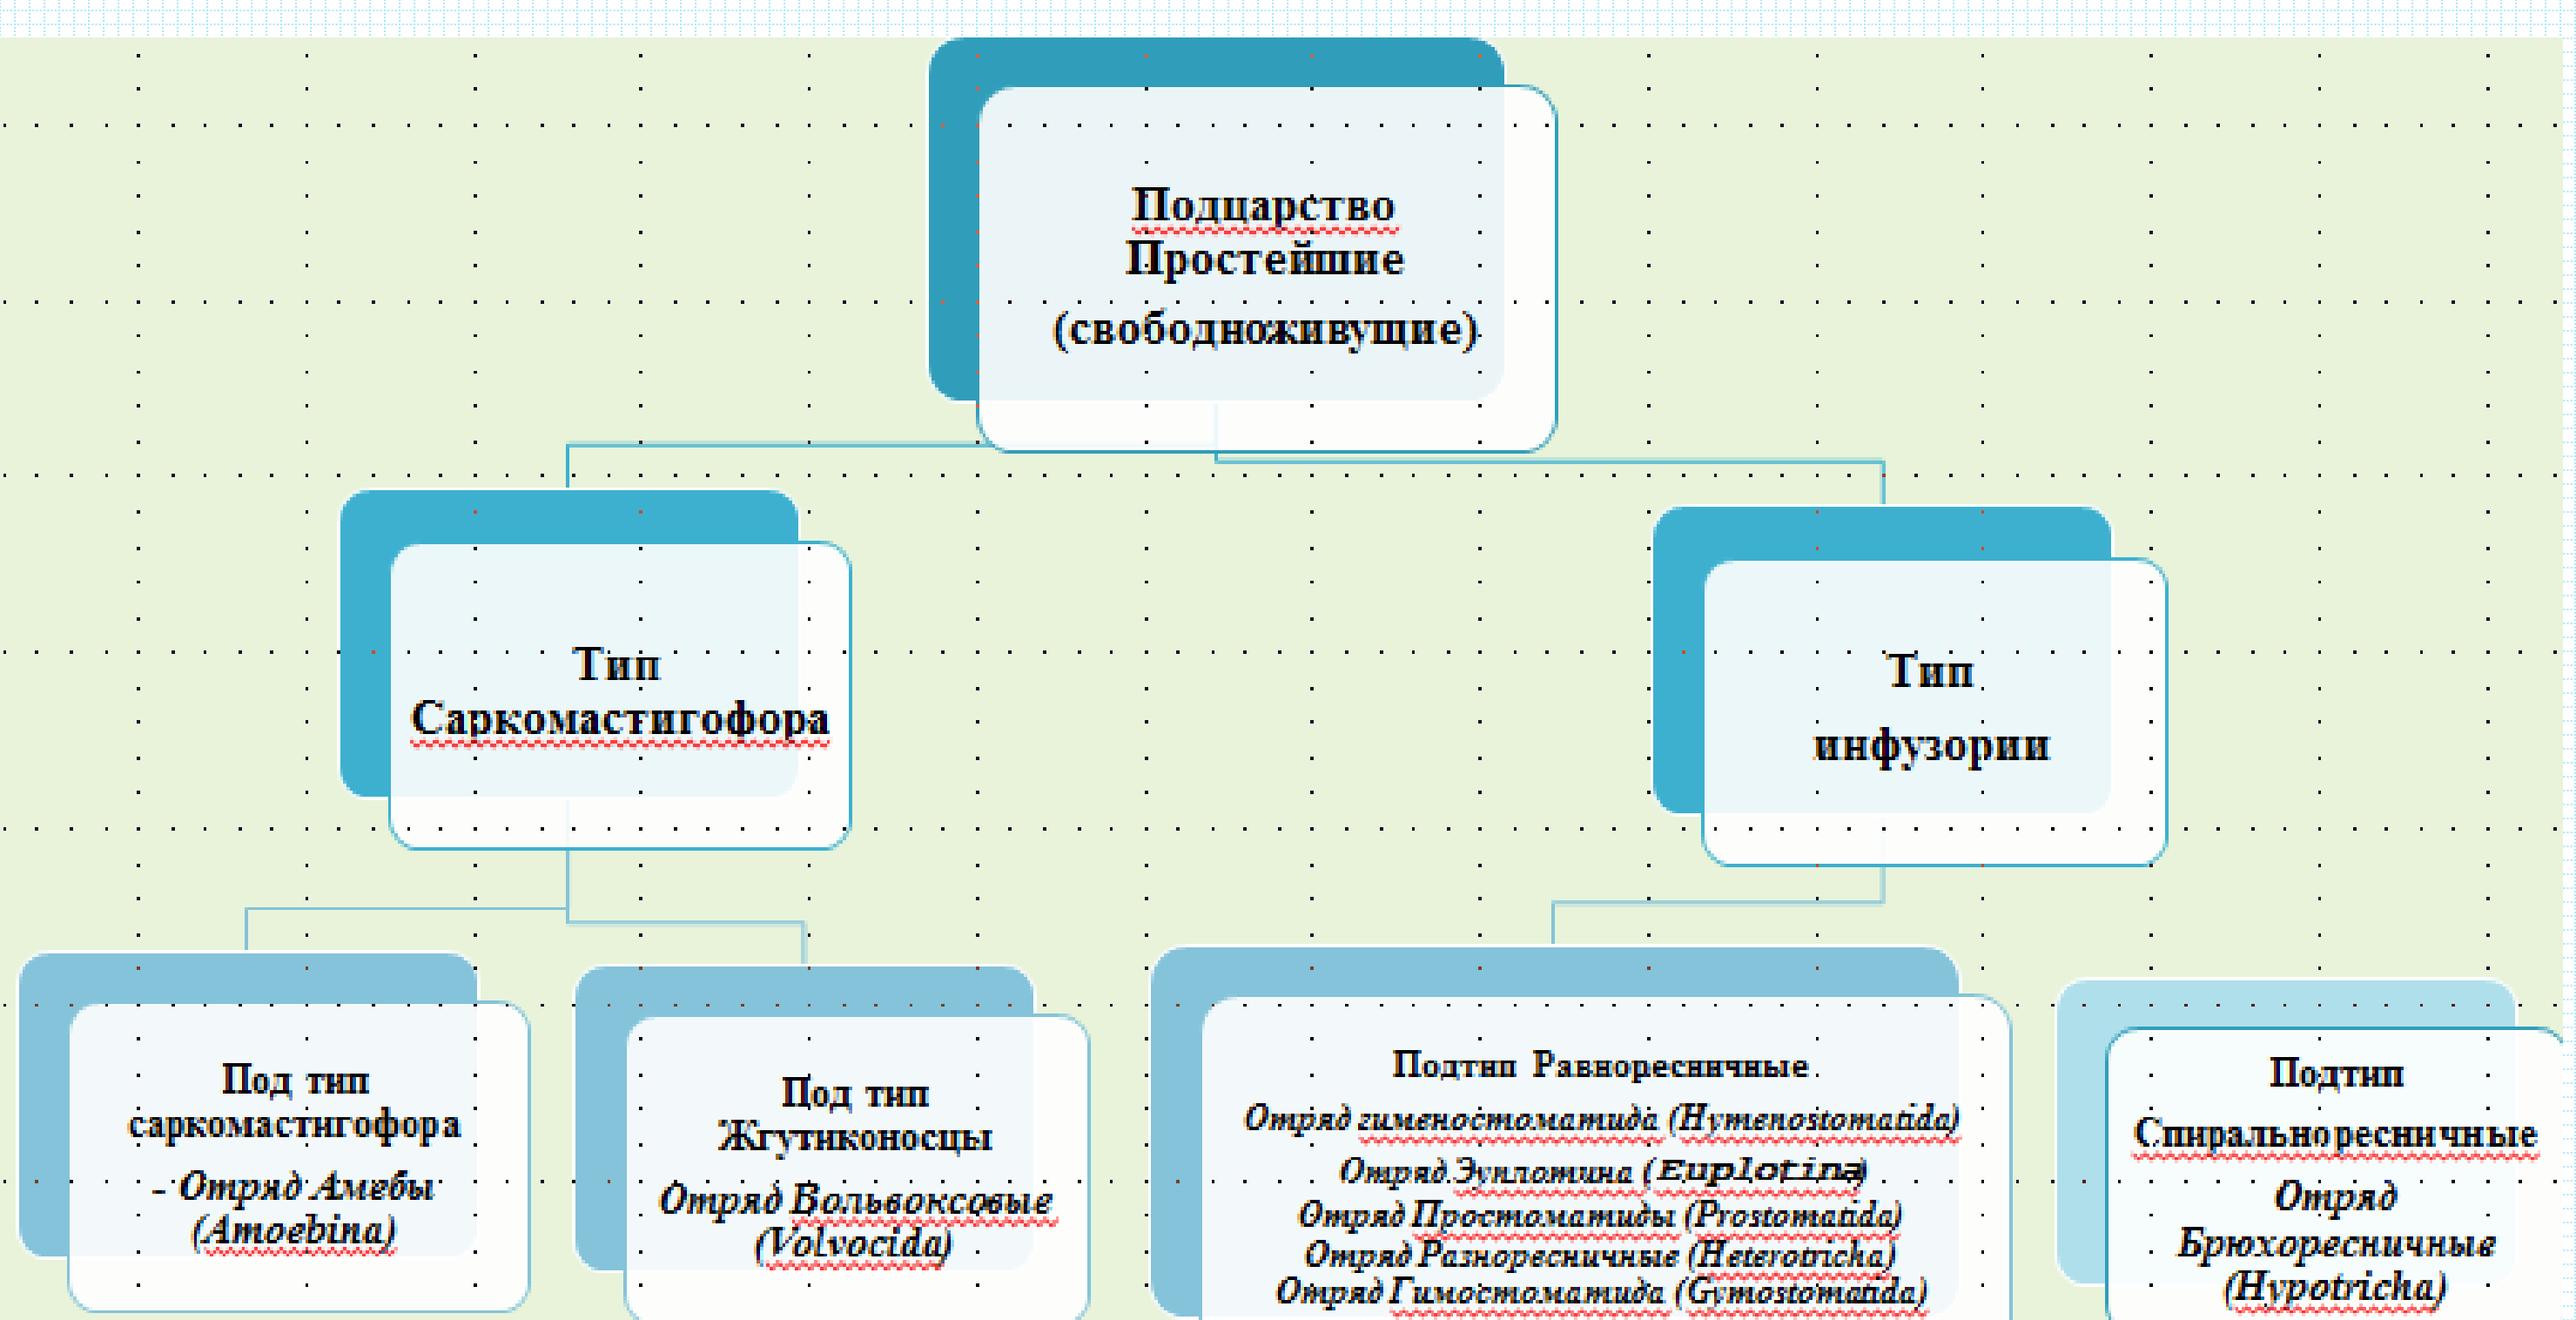 Подцарство
Простейшие
(свободноживущие)
Тип
Саркомастигофора
Тип
инфузории
Под тип
саркомастигофора
- Отряд Амебы
(Amoebina)
Под тип
Жгутиконосцы
Отряд Вольвоксовые
(Volvocida)
Подтип Равноресничные
Отряд гименостоматида (Hymenostomatida)
Отряд Эуплотина (Euplotina)
Отряд Простоматиды (Prostomatida)
Отряд Разноресничные (Heterotricha)
Отряд Гимостоматида (Gymostomatida)
Подтип
Спиральноресничные
Отряд
Брюхоресничные
(Hypotricha)